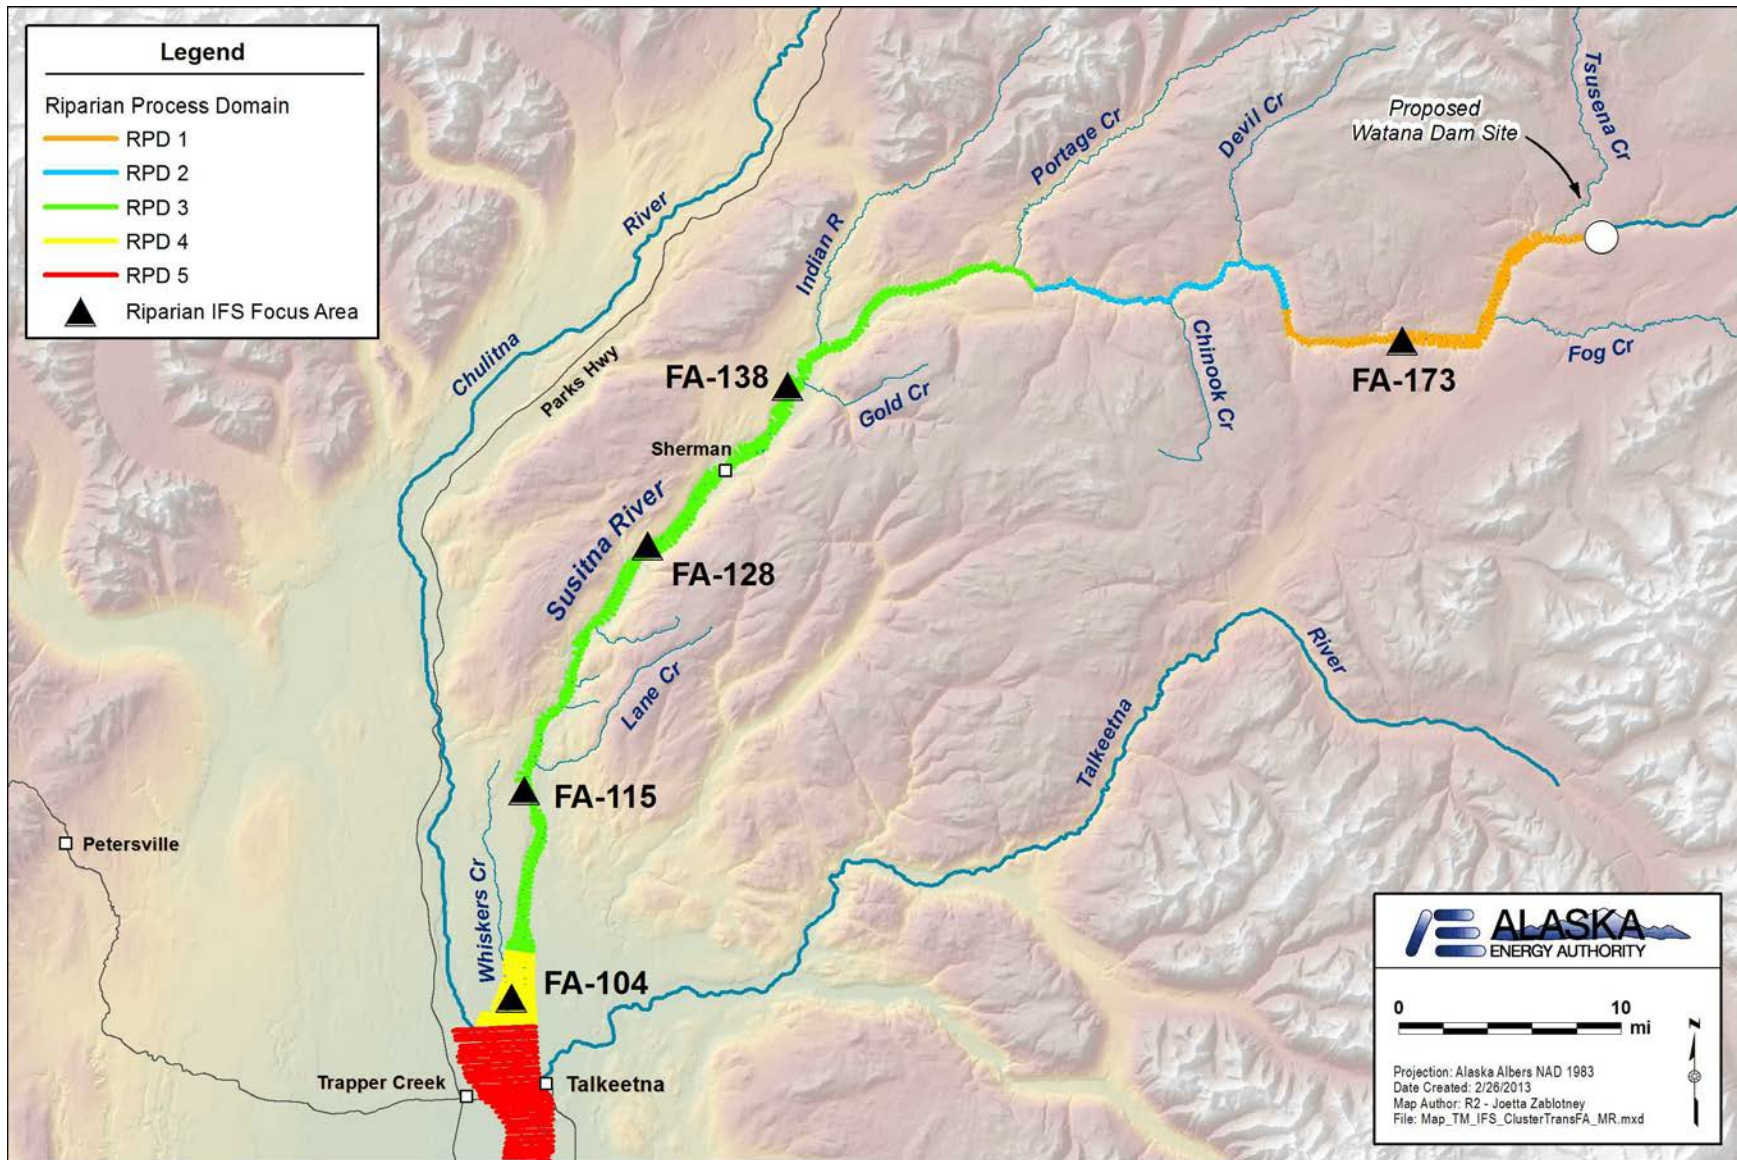 Legend
Riparian Process Domain
RPD 1
RPD 2
RPD 3
RPD 4
RPD 5
Riparian IFS Focus Area
Tsusena Cr
Proposed
Watana Dam Site
Devil Cr
Portage Cr
River
Indian R
Chulitna
Parks Hwy
Chinook Cr
Fog Cr
FA-173
FA-138
Gold Cr
Sherman
Susitna River
FA-128
River
Lane Cr
Talkeetna
FA-115
Petersville
Whiskers Cr
FA-104
Trapper Creek
Talkeetna
ALASKA
ENERGY AUTHORITY
0 10
mi
N
Projection: Alaska Albers NAD 1983
Date Created: 2/26/2013
Map Author: R2 - Joetta Zablotney
File: Map_TM_IFS_ClusterTransFA_MR.mxd